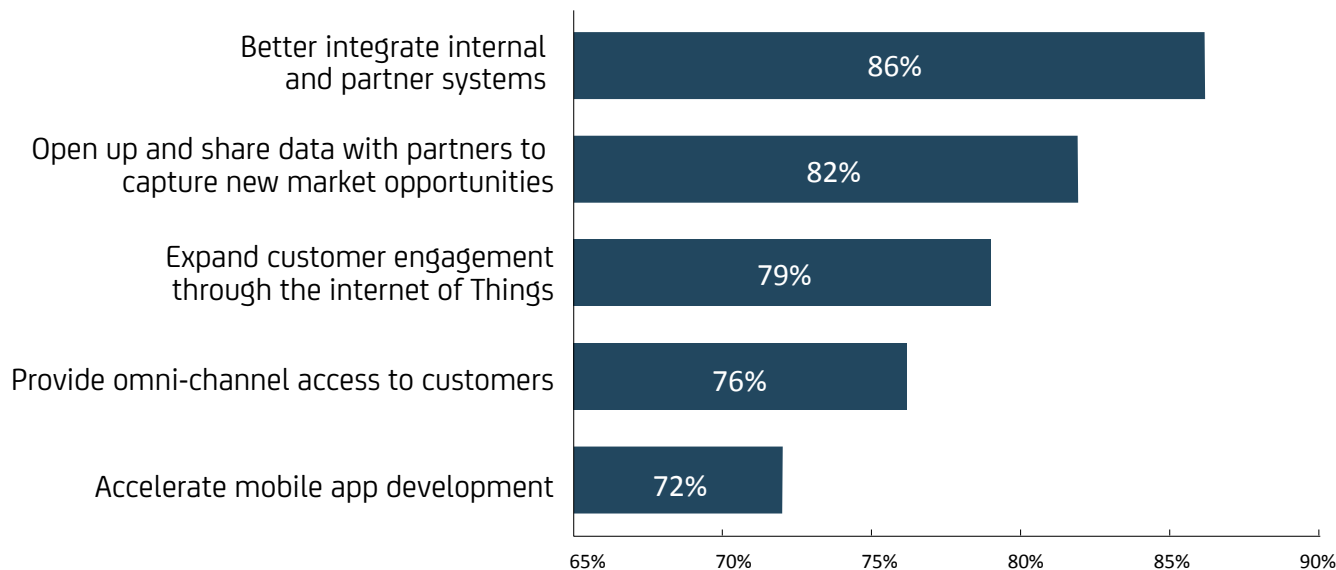 Better integrate internal
and partner systems
86%
Open up and share data with partners to
capture new market opportunities
82%
Expand customer engagement
through the internet of Things
79%
Provide omni-channel access to customers
76%
Accelerate mobile app development
72%
65% 70% 75% 80% 85% 90%